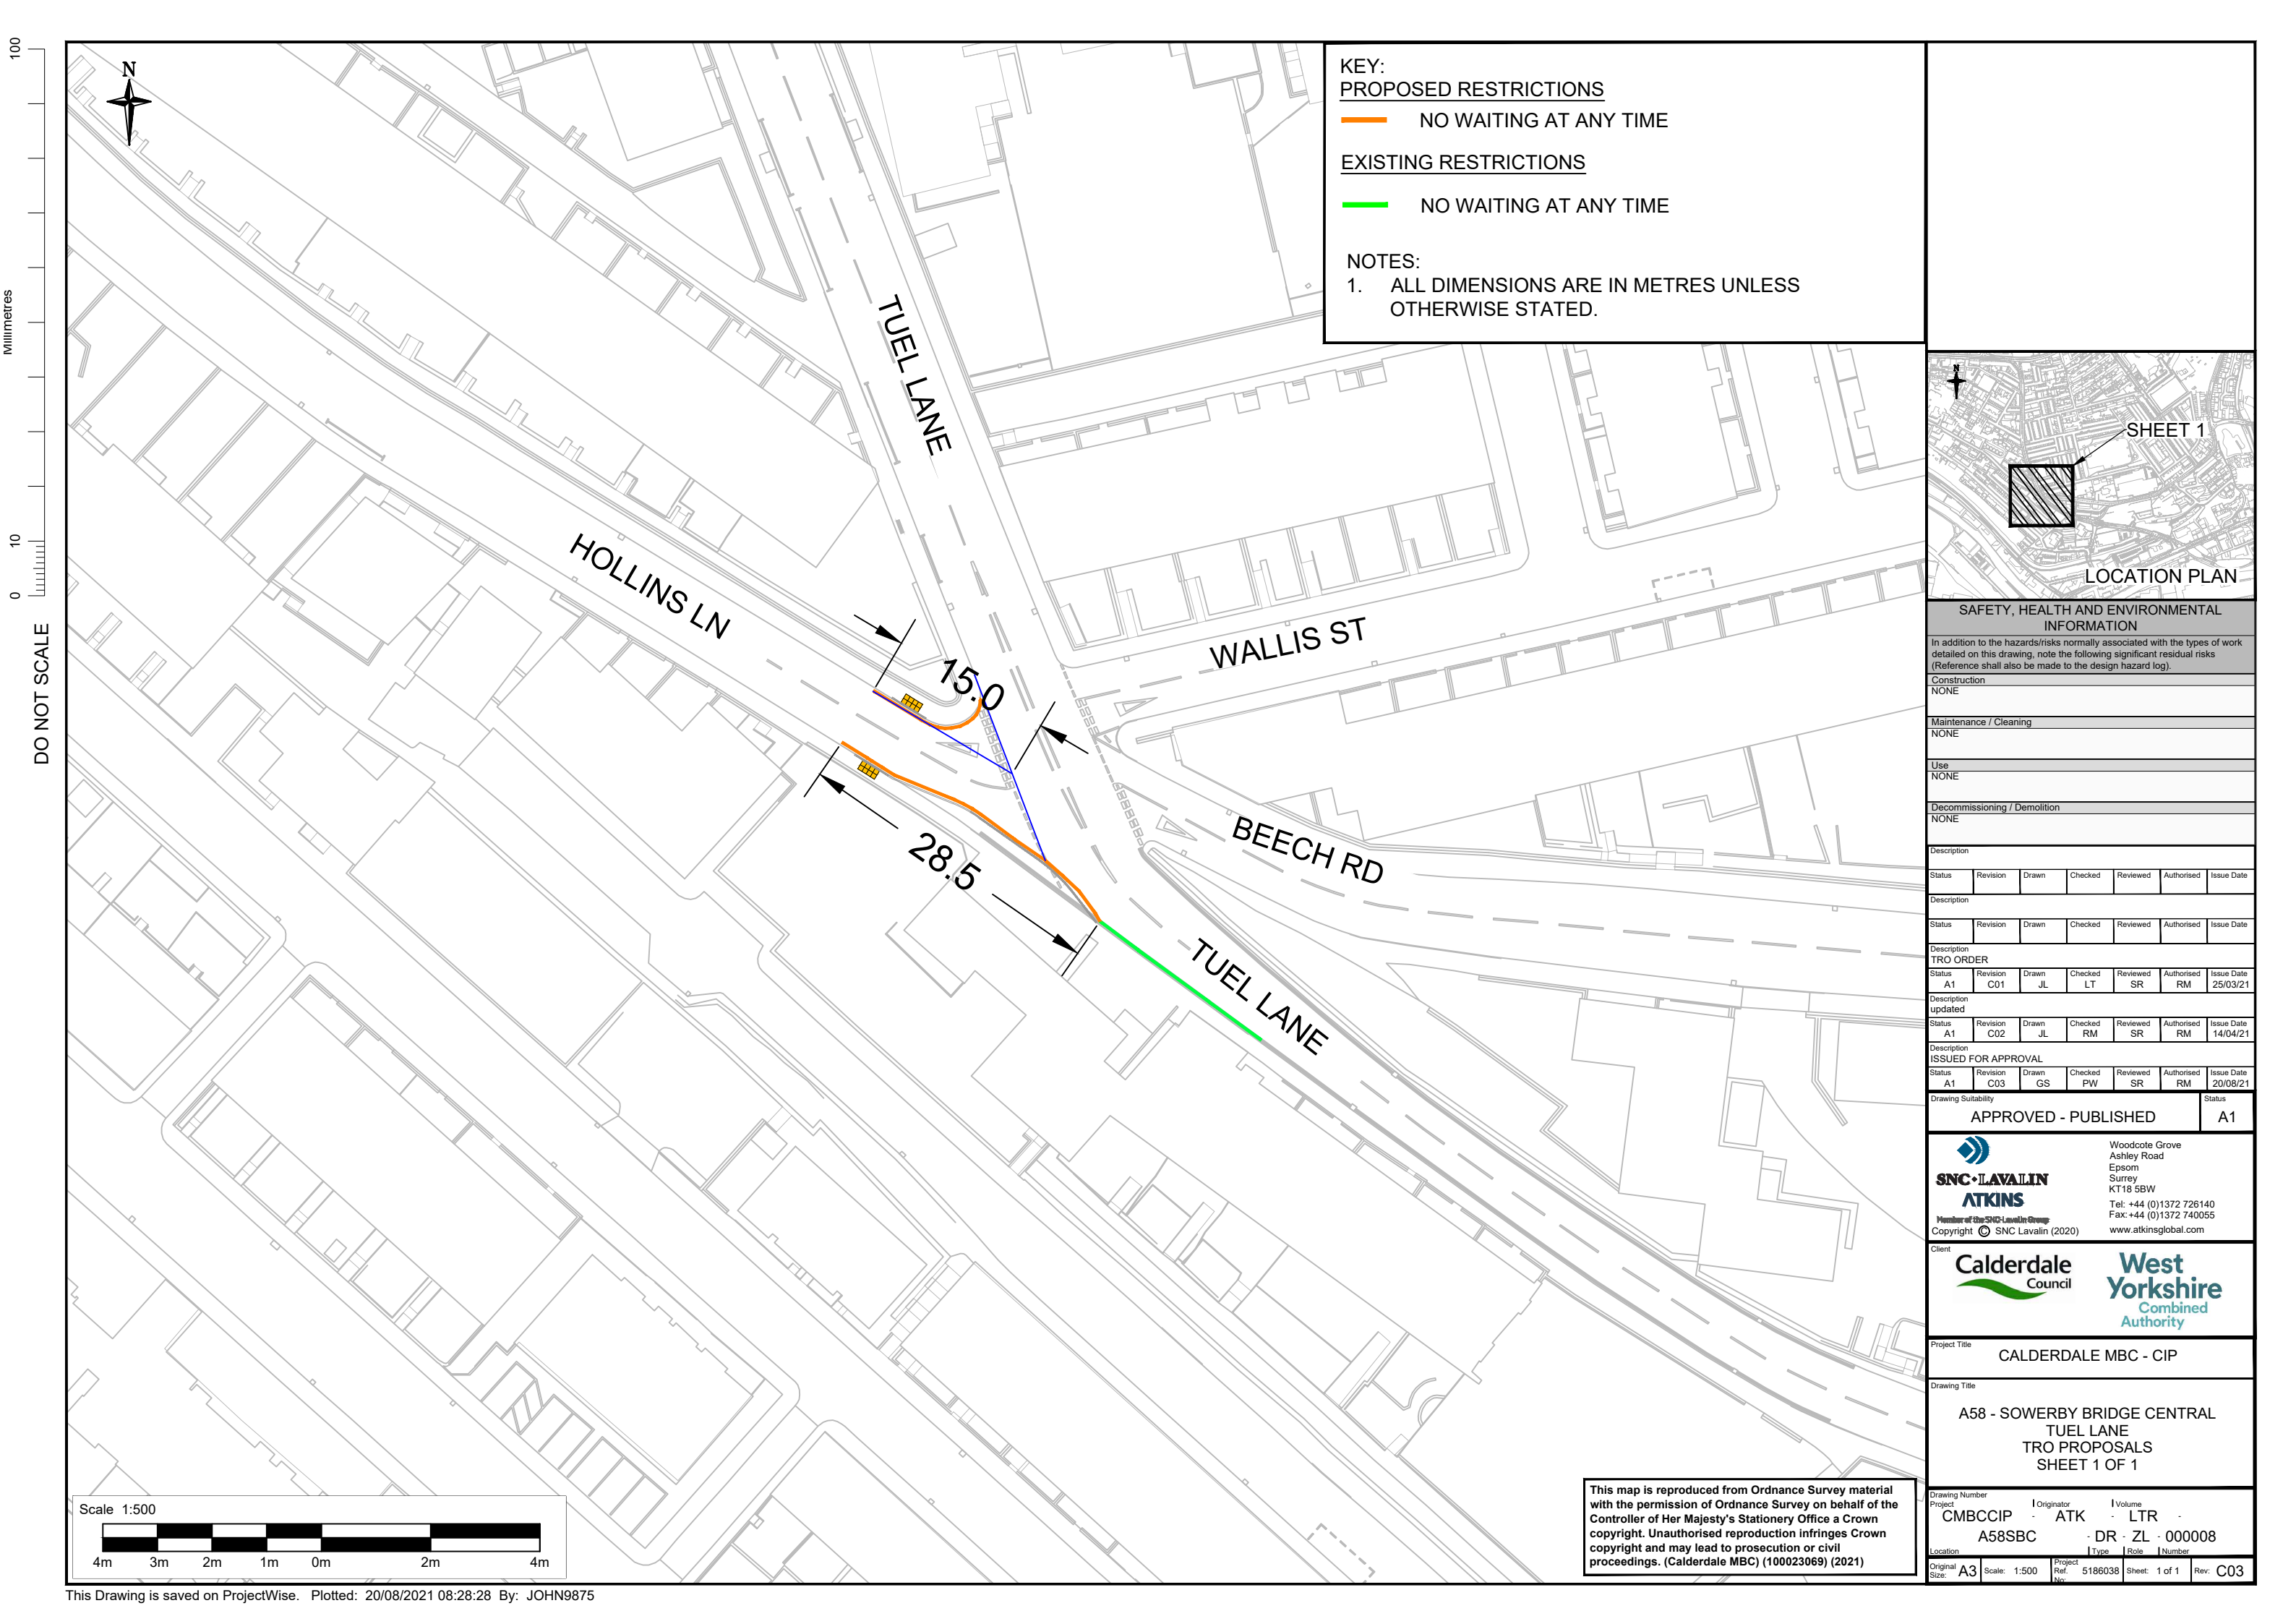 100
Millimetres
10
0
DO NOT SCALE
N
KEY:
PROPOSED RESTRICTIONS
NO WAITING AT ANY TIME
EXISTING RESTRICTIONS
NO WAITING AT ANY TIME
NOTES:
1. ALL DIMENSIONS ARE IN METRES UNLESS
OTHERWISE STATED.
TUEL LANE
HOLLINS LN
WALLIS ST
15.0
28.5
BEECH RD
TUEL LANE
Scale 1:500
4m 3m 2m 1m 0m 2m 4m
This map is reproduced from Ordnance Survey material
with the permission of Ordnance Survey on behalf of the
Controller of Her Majesty's Stationery Office a Crown
copyright. Unauthorised reproduction infringes Crown
copyright and may lead to prosecution or civil
proceedings. (Calderdale MBC) (100023069) (2021)
N
SHEET 1
LOCATION PLAN
SAFETY, HEALTH AND ENVIRONMENTAL
INFORMATION
In addition to the hazards/risks normally associated with the types of work
detailed on this drawing, note the following significant residual risks
(Reference shall also be made to the design hazard log).
Construction
NONE
Maintenance / Cleaning
NONE
Use
NONE
Decommissioning / Demolition
NONE
Description
Status Revision Drawn Checked Reviewed Authorised Issue Date
Description
Status Revision Drawn Checked Reviewed Authorised Issue Date
Description
TRO ORDER
Status Revision Drawn Checked Reviewed Authorised Issue Date
A1 C01 JL LT SR RM 25/03/21
Description
updated
Status Revision Drawn Checked Reviewed Authorised Issue Date
A1 C02 JL RM SR RM 14/04/21
Description
ISSUED FOR APPROVAL
Status Revision Drawn Checked Reviewed Authorised Issue Date
A1 C03 GS PW SR RM 20/08/21
Drawing Suitability Status
APPROVED - PUBLISHED A1
SNC•LAVALIN
ATKINS
Member of the SNC-Lavalin Group
Copyright © SNC Lavalin (2020)
Woodcote Grove
Ashley Road
Epsom
Surrey
KT18 5BW
Tel: +44 (0)1372 726140
Fax: +44 (0)1372 740055
www.atkinsglobal.com
Client
Calderdale
Council
West
Yorkshire
Combined
Authority
Project Title
CALDERDALE MBC - CIP
Drawing Title
A58 - SOWERBY BRIDGE CENTRAL
TUEL LANE
TRO PROPOSALS
SHEET 1 OF 1
Drawing Number
Project Originator Volume
CMBCCIP - ATK - LTR -
A58SBC - DR - ZL - 000008
Location Type Role Number
Original Size: A3 Scale: 1:500 Project Ref. No: 5186038 Sheet: 1 of 1 Rev: C03
This Drawing is saved on ProjectWise. Plotted: 20/08/2021 08:28:28 By: JOHN9875